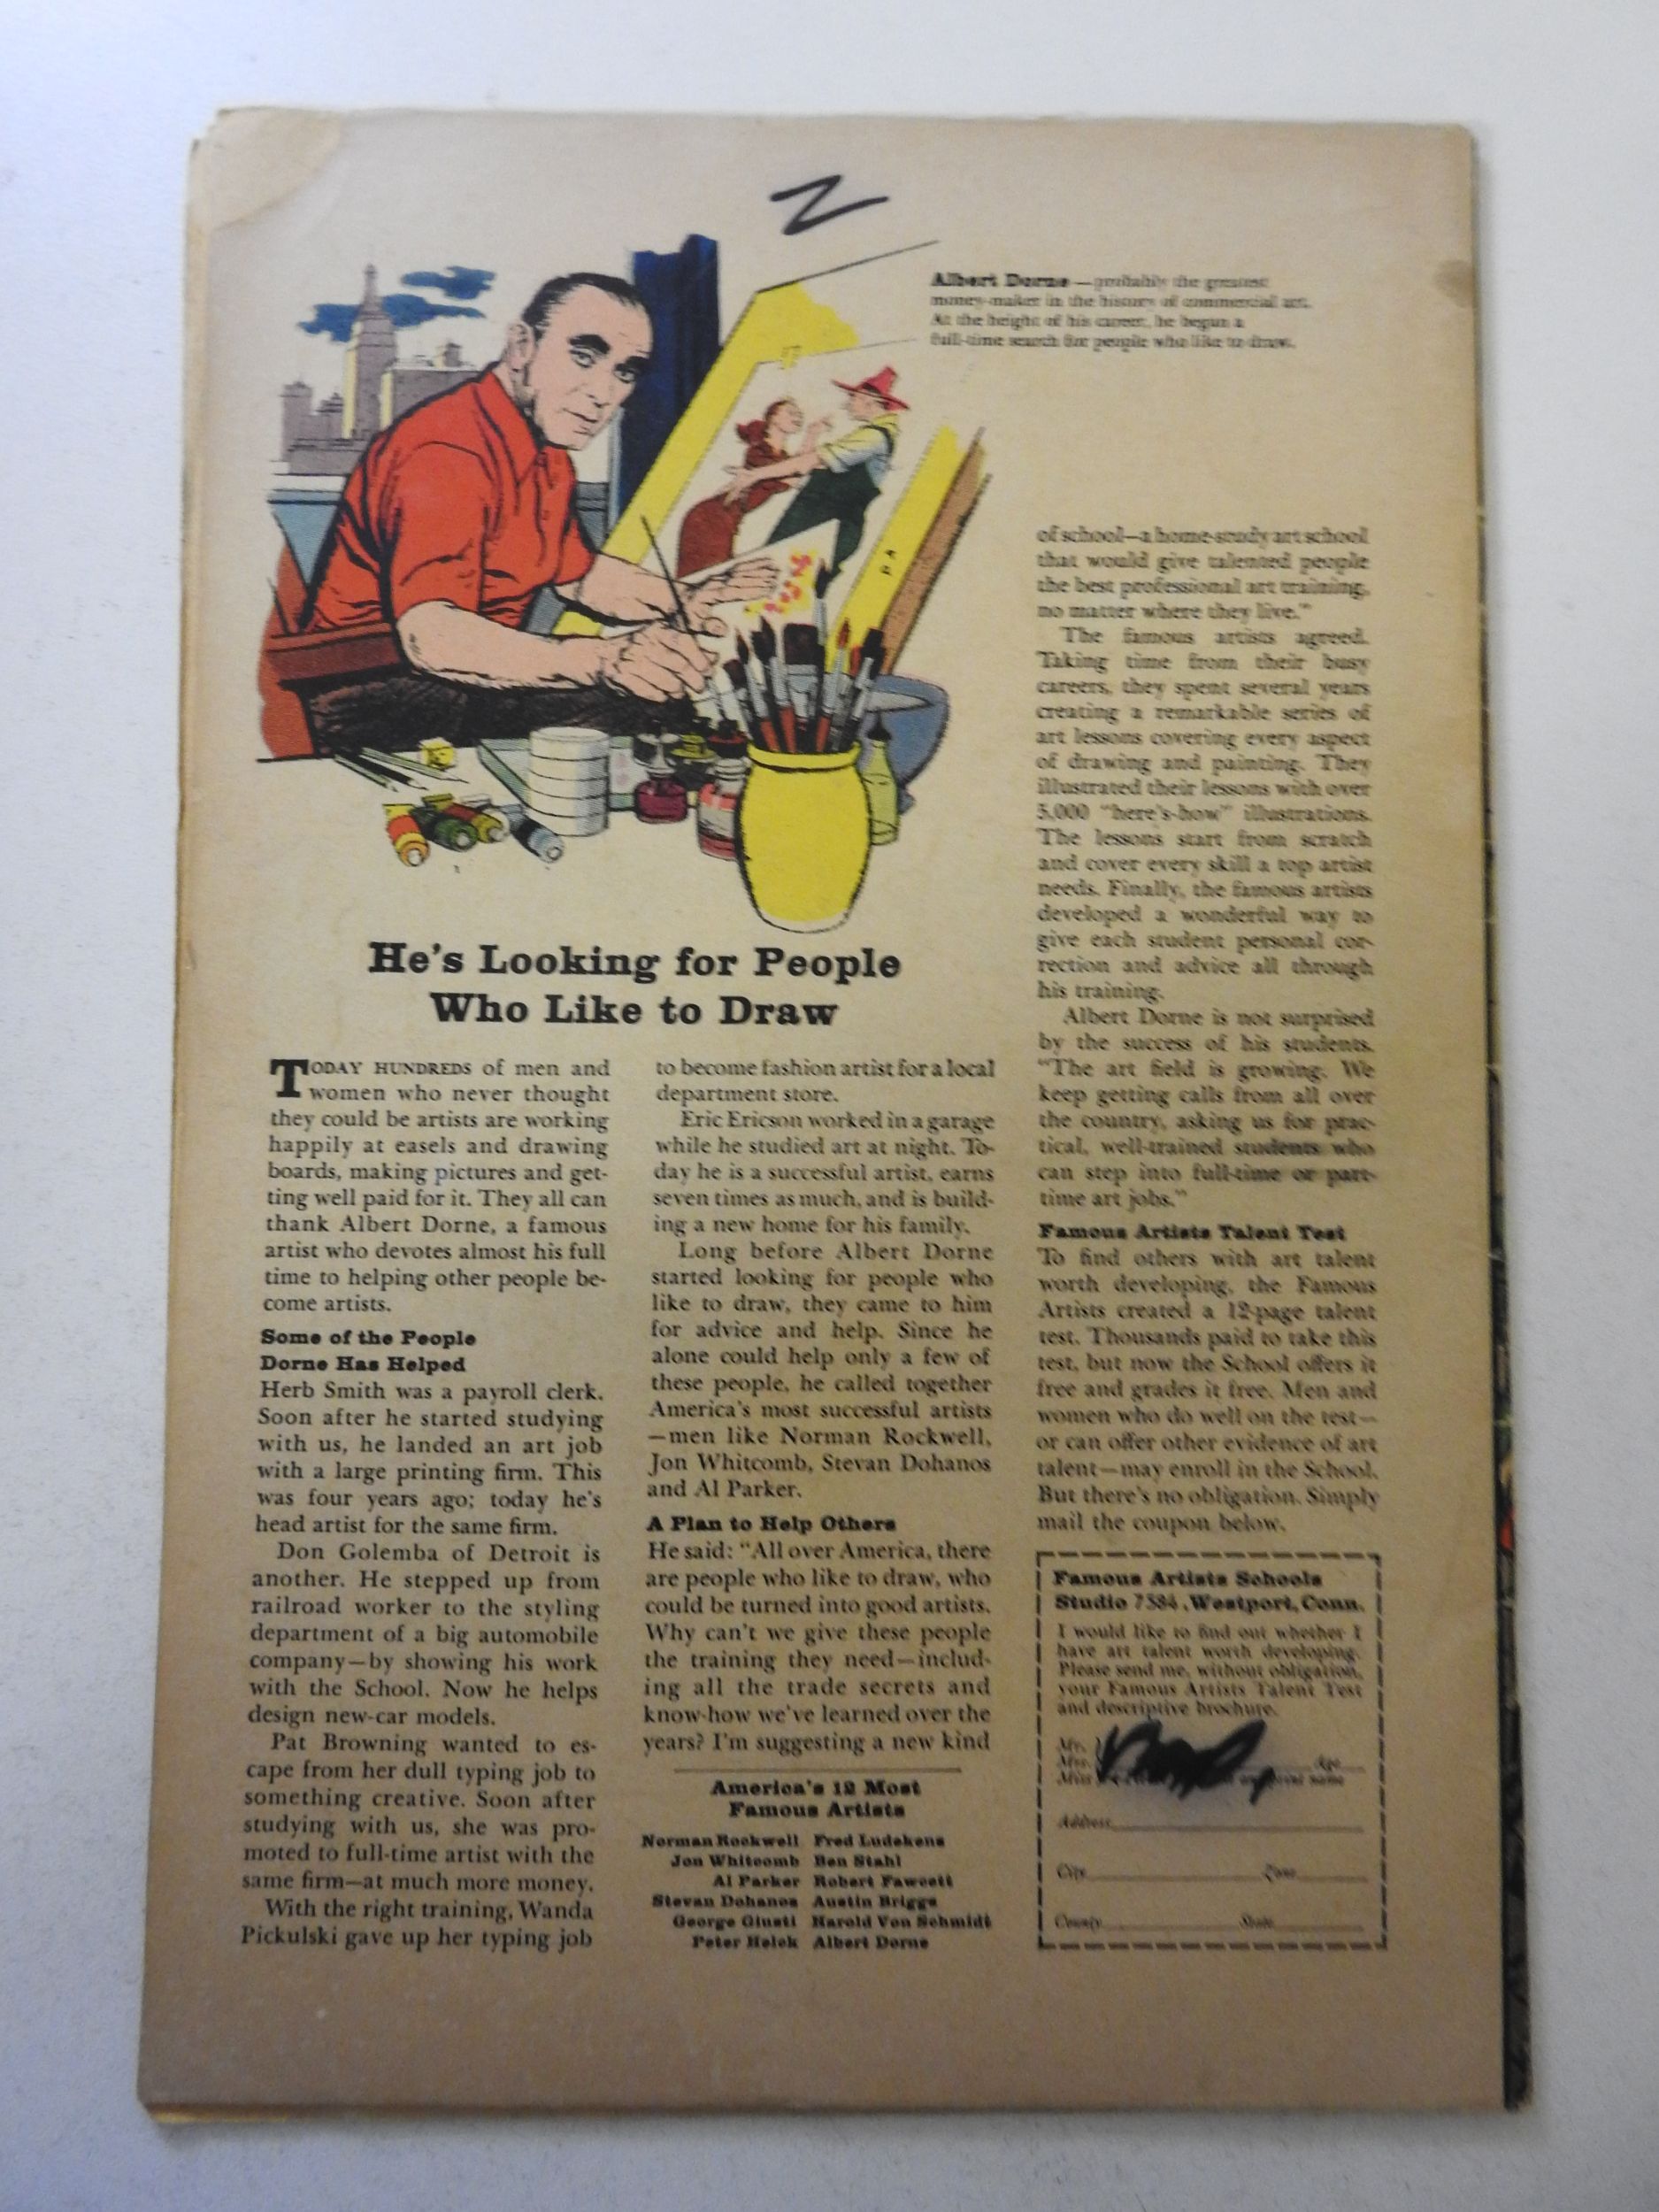 Albert Dorne — probably the greatest
money-maker in the history of commercial art.
At the height of his career, he begun a
full-time search for people who like to draw.
He's Looking for People
Who Like to Draw
TODAY HUNDREDS of men and
women who never thought
they could be artists are working
happily at easels and drawing
boards, making pictures and get-
ting well paid for it. They all can
thank Albert Dorne, a famous
artist who devotes almost his full
time to helping other people be-
come artists.
Some of the People
Dorne Has Helped
Herb Smith was a payroll clerk.
Soon after he started studying
with us, he landed an art job
with a large printing firm. This
was four years ago; today he's
head artist for the same firm.
Don Golemba of Detroit is
another. He stepped up from
railroad worker to the styling
department of a big automobile
company—by showing his work
with the School. Now he helps
design new-car models.
Pat Browning wanted to es-
cape from her dull typing job to
something creative. Soon after
studying with us, she was pro-
moted to full-time artist with the
same firm—at much more money.
With the right training, Wanda
Pickulski gave up her typing job
to become fashion artist for a local
department store.
Eric Ericson worked in a garage
while he studied art at night. To-
day he is a successful artist, earns
seven times as much, and is build-
ing a new home for his family.
Long before Albert Dorne
started looking for people who
like to draw, they came to him
for advice and help. Since he
alone could help only a few of
these people, he called together
America's most successful artists
—men like Norman Rockwell,
Jon Whitcomb, Stevan Dohanos
and Al Parker.
A Plan to Help Others
He said: "All over America, there
are people who like to draw, who
could be turned into good artists.
Why can't we give these people
the training they need—includ-
ing all the trade secrets and
know-how we've learned over the
years? I'm suggesting a new kind
America's 12 Most
Famous Artists
Norman Rockwell Fred Ludekens
Jon Whitcomb Ben Stahl
Al Parker Robert Fawcett
Stevan Dohanos Austin Briggs
George Giusti Harold Von Schmidt
Peter Helck Albert Dorne
of school—a home-study art school
that would give talented people
the best professional art training,
no matter where they live."
The famous artists agreed.
Taking time from their busy
careers, they spent several years
creating a remarkable series of
art lessons covering every aspect
of drawing and painting. They
illustrated their lessons with over
5,000 "here's-how" illustrations.
The lessons start from scratch
and cover every skill a top artist
needs. Finally, the famous artists
developed a wonderful way to
give each student personal cor-
rection and advice all through
his training.
Albert Dorne is not surprised
by the success of his students.
"The art field is growing. We
keep getting calls from all over
the country, asking us for prac-
tical, well-trained students who
can step into full-time or part-
time art jobs."
Famous Artists Talent Test
To find others with art talent
worth developing, the Famous
Artists created a 12-page talent
test. Thousands paid to take this
test, but now the School offers it
free and grades it free. Men and
women who do well on the test—
or can offer other evidence of art
talent—may enroll in the School.
But there's no obligation. Simply
mail the coupon below.
Famous Artists Schools
Studio 7384, Westport, Conn.
I would like to find out whether I
have art talent worth developing.
Please send me, without obligation,
your Famous Artists Talent Test
and descriptive brochure.
Mr.
Mrs. Age
Miss name
Address
City Zone
County State